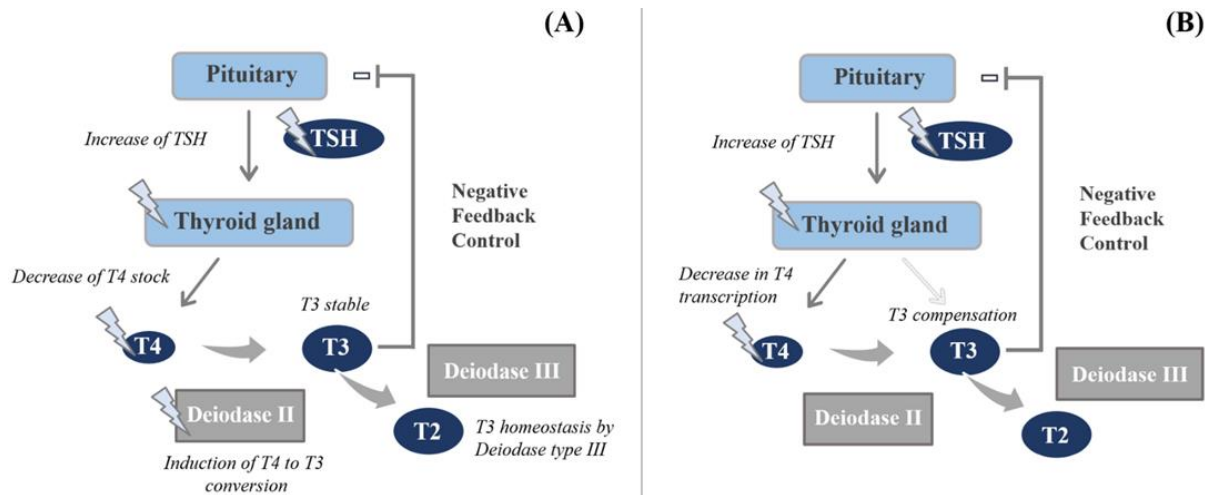 (A)
Pituitary
Increase of TSH
TSH
Thyroid gland
Negative
Feedback
Control
Decrease of T4 stock
T3 stable
T4
T3
Deiodase III
Deiodase II
T2
T3 homeostasis by
Deiodase type III
Induction of T4 to T3
conversion
(B)
Pituitary
Increase of TSH
TSH
Thyroid gland
Negative
Feedback
Control
Decrease in T4
transcription
T3 compensation
T4
T3
Deiodase III
Deiodase II
T2